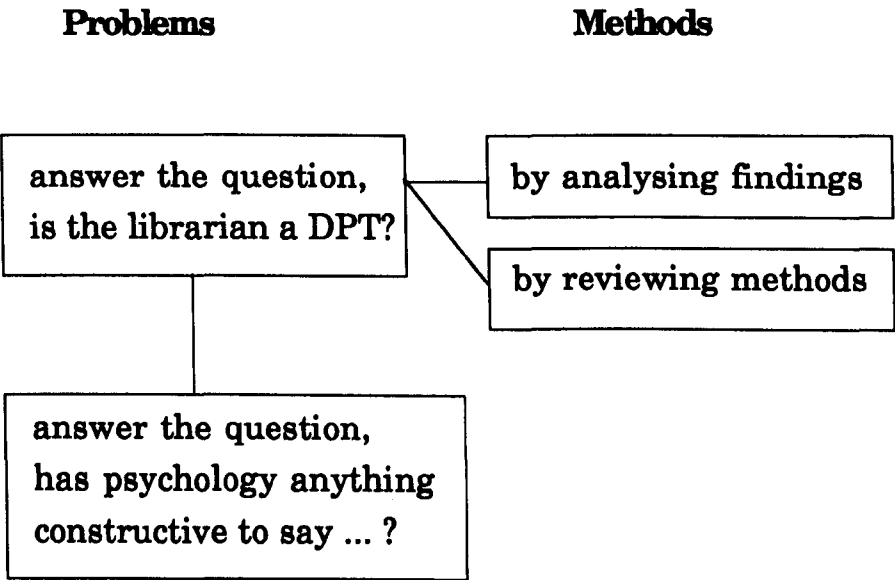 Problems
Methods
answer the question,
is the librarian a DPT?
by analysing findings
by reviewing methods
answer the question,
has psychology anything
constructive to say ... ?